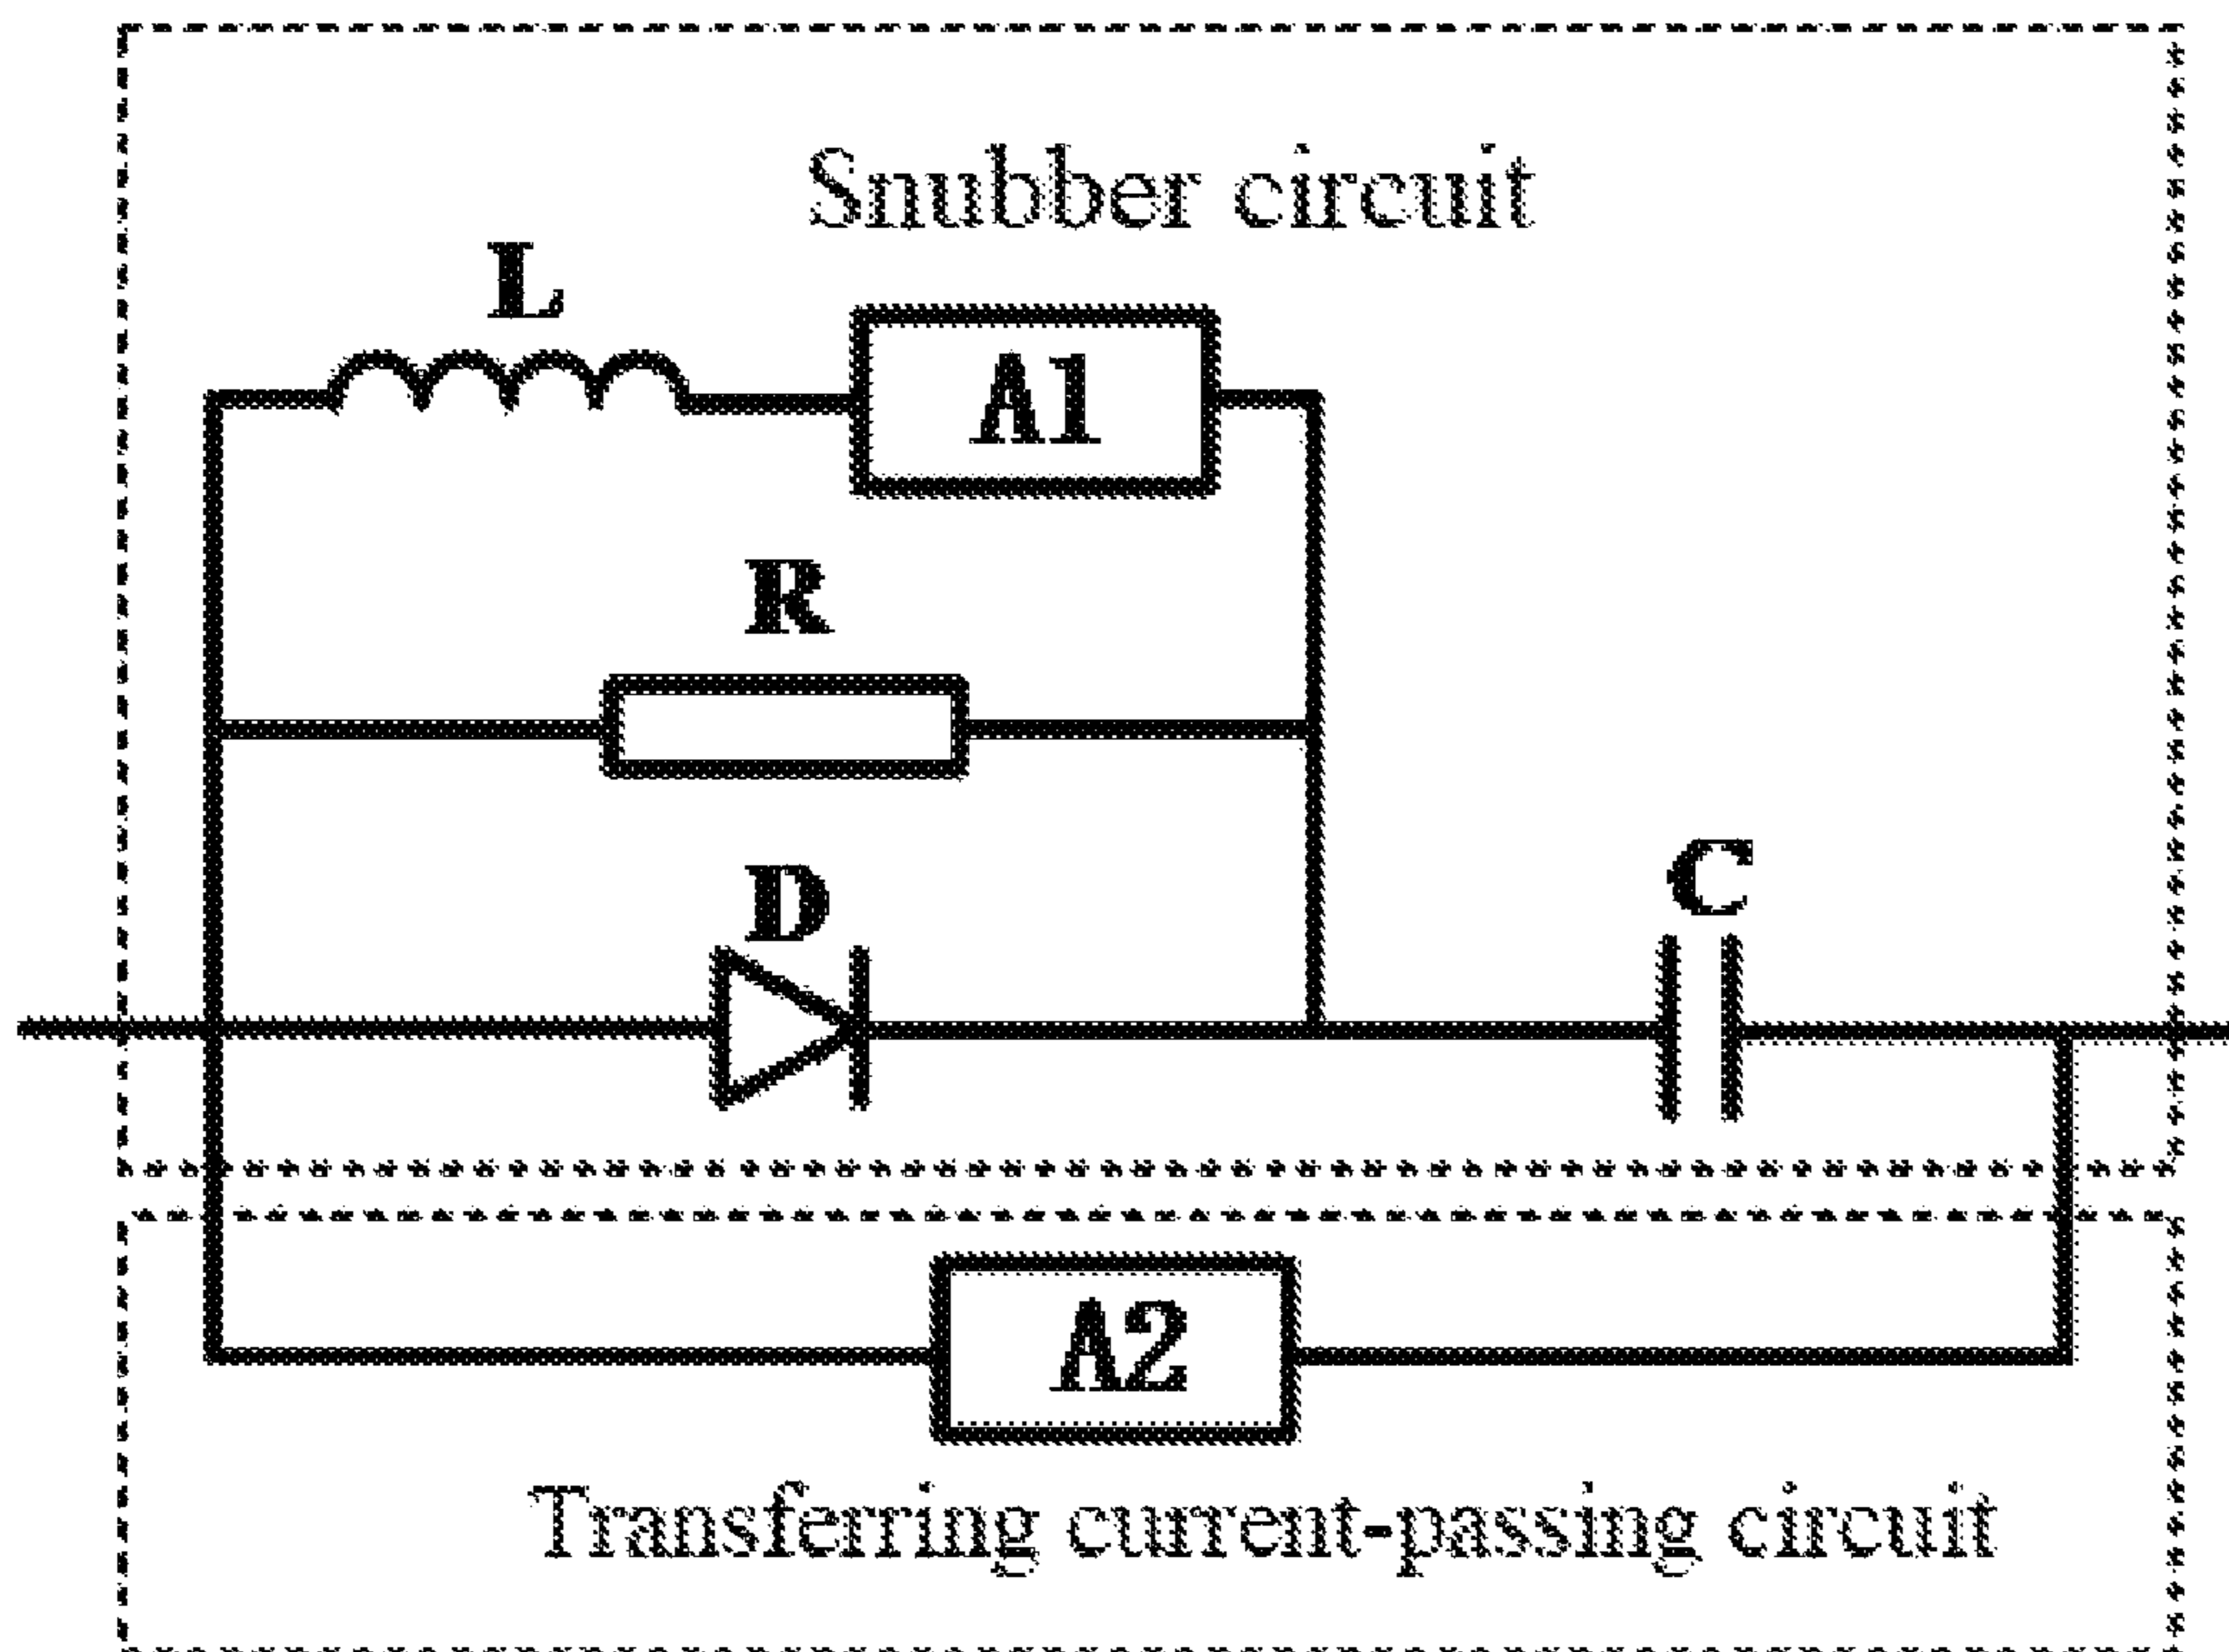 Snubber circuit
L
A1
R
D
C
A2
Transferring current-passing circuit